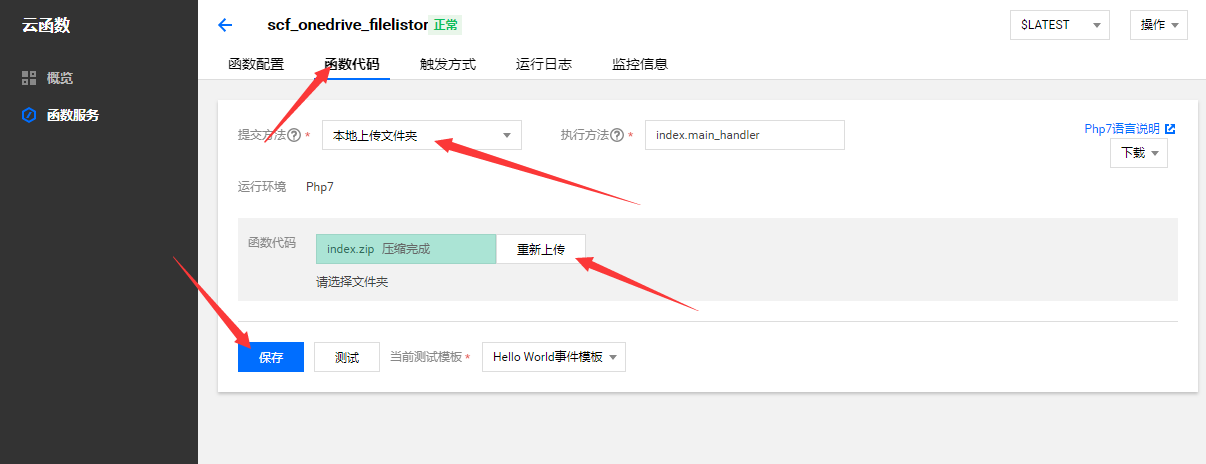 云函数
概览
函数服务
scf_onedrive_filelistor 正常
$LATEST
操作
函数配置 函数代码 触发方式 运行日志 监控信息
提交方法 * 本地上传文件夹 执行方法 * index.main_handler
Php7语言说明
下载
运行环境 Php7
函数代码 index.zip 压缩完成 重新上传
请选择文件夹
保存 测试 当前测试模板 * Hello World事件模板